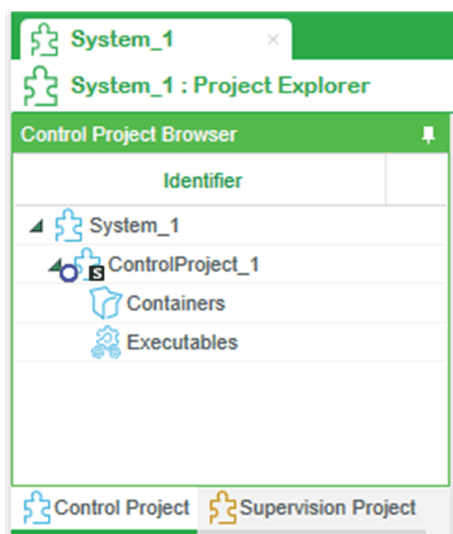 System_1
System_1 : Project Explorer
Control Project Browser
Identifier
System_1
S ControlProject_1
Containers
Executables
Control Project Supervision Project